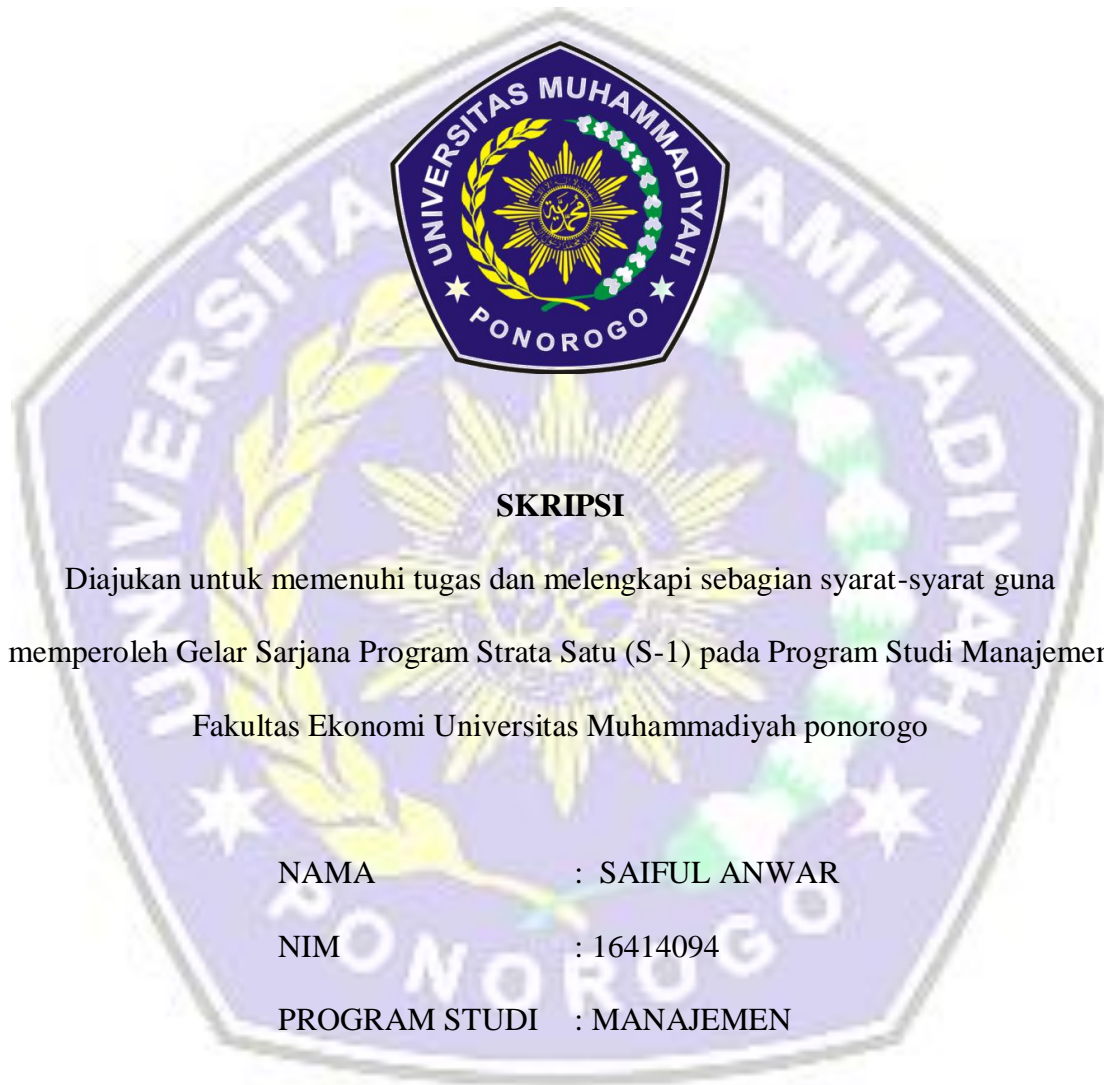 UNIVERSITAS MUHAMMADIYAH
PONOROGO
SKRIPSI
Diajukan untuk memenuhi tugas dan melengkapi sebagian syarat-syarat guna
memperoleh Gelar Sarjana Program Strata Satu (S-1) pada Program Studi Manajemen
Fakultas Ekonomi Universitas Muhammadiyah ponorogo
NAMA : SAIFUL ANWAR
NIM : 16414094
PROGRAM STUDI : MANAJEMEN